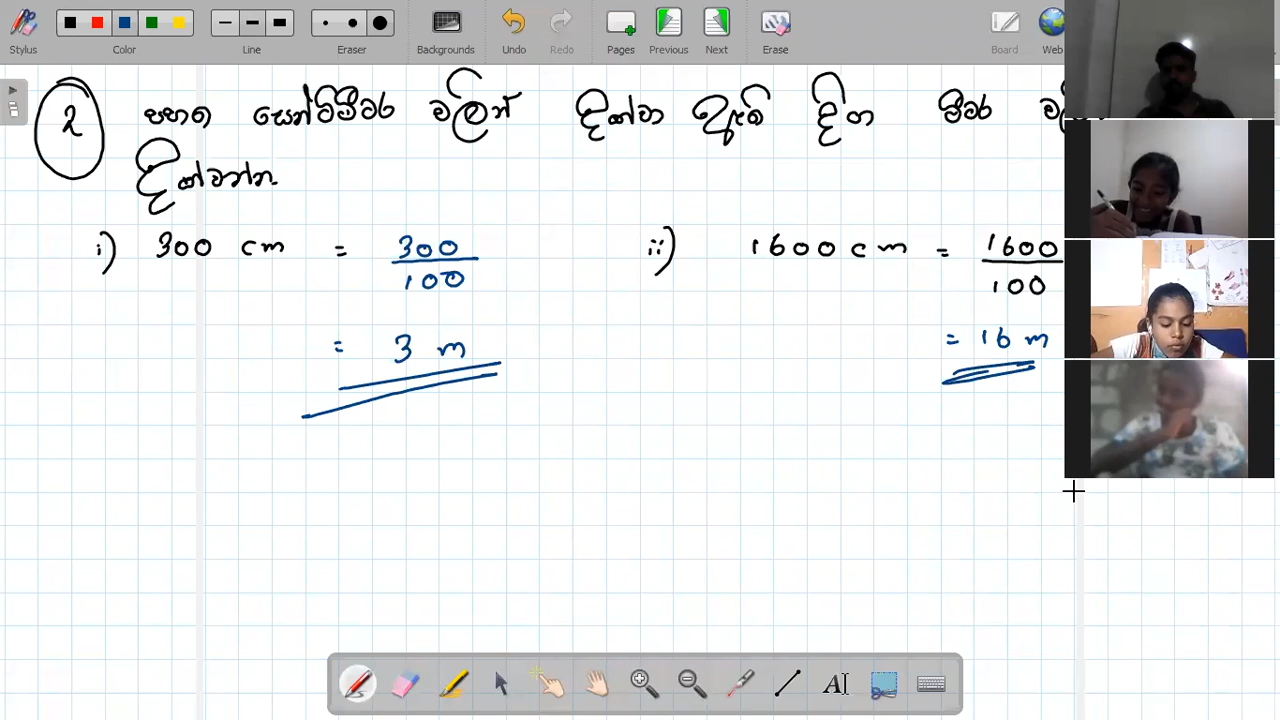 Stylus Color Line Eraser Backgrounds Undo Redo Pages Previous Next Erase Board Web
2 පහත සෙන්ටිමීටර වලින් දක්වා ඇති දිග මීටර
දක්වන්න
i) 300 cm = 300/100 ii) 1600 cm = 1600/100
= 3 m = 16 m